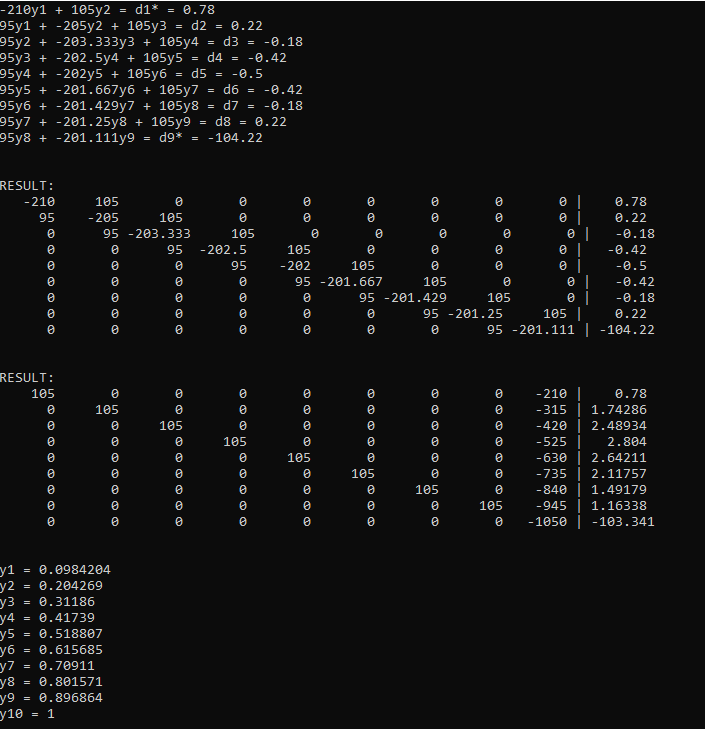 -210y1 + 105y2 = d1* = 0.78
95y1 + -205y2 + 105y3 = d2 = 0.22
95y2 + -203.333y3 + 105y4 = d3 = -0.18
95y3 + -202.5y4 + 105y5 = d4 = -0.42
95y4 + -202y5 + 105y6 = d5 = -0.5
95y5 + -201.667y6 + 105y7 = d6 = -0.42
95y6 + -201.429y7 + 105y8 = d7 = -0.18
95y7 + -201.25y8 + 105y9 = d8 = 0.22
95y8 + -201.111y9 = d9* = -104.22
RESULT:
-210 105 0 0 0 0 0 0 0 | 0.78
95 -205 105 0 0 0 0 0 0 | 0.22
0 95 -203.333 105 0 0 0 0 0 | -0.18
0 0 95 -202.5 105 0 0 0 0 | -0.42
0 0 0 95 -202 105 0 0 0 | -0.5
0 0 0 0 95 -201.667 105 0 0 | -0.42
0 0 0 0 0 95 -201.429 105 0 | -0.18
0 0 0 0 0 0 95 -201.25 105 | 0.22
0 0 0 0 0 0 0 95 -201.111 | -104.22
RESULT:
105 0 0 0 0 0 0 0 -210 | 0.78
0 105 0 0 0 0 0 0 -315 | 1.74286
0 0 105 0 0 0 0 0 -420 | 2.48934
0 0 0 105 0 0 0 0 -525 | 2.804
0 0 0 0 105 0 0 0 -630 | 2.64211
0 0 0 0 0 105 0 0 -735 | 2.11757
0 0 0 0 0 0 105 0 -840 | 1.49179
0 0 0 0 0 0 0 105 -945 | 1.16338
0 0 0 0 0 0 0 0 -1050 | -103.341
y1 = 0.0984204
y2 = 0.204269
y3 = 0.31186
y4 = 0.41739
y5 = 0.518807
y6 = 0.615685
y7 = 0.70911
y8 = 0.801571
y9 = 0.896864
y10 = 1